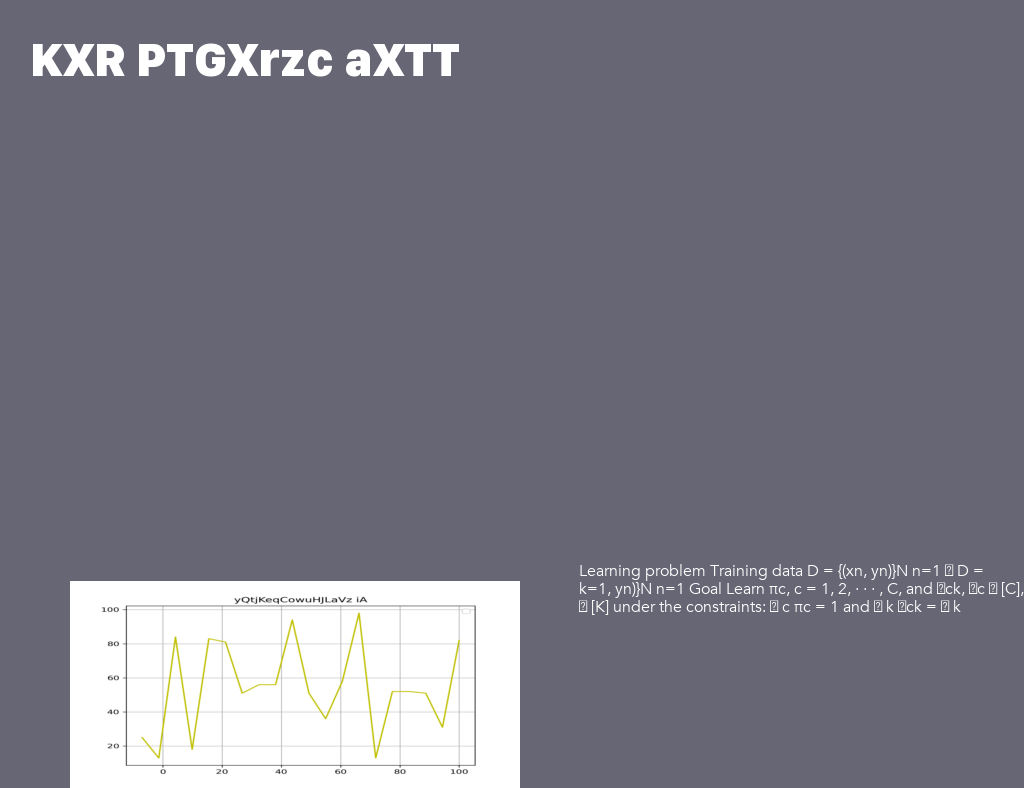 KXR PTGXrzc aXTT
Learning problem Training data D = {(xn, yn)}N n=1 D =
k=1, yn)}N n=1 Goal Learn πc, c = 1, 2, · · · , C, and ck, c [C],
[K] under the constraints: c πc = 1 and k ck = k
yQtjKeqCowuHJLaVz iA
100
80
60
40
20
0 20 40 60 80 100